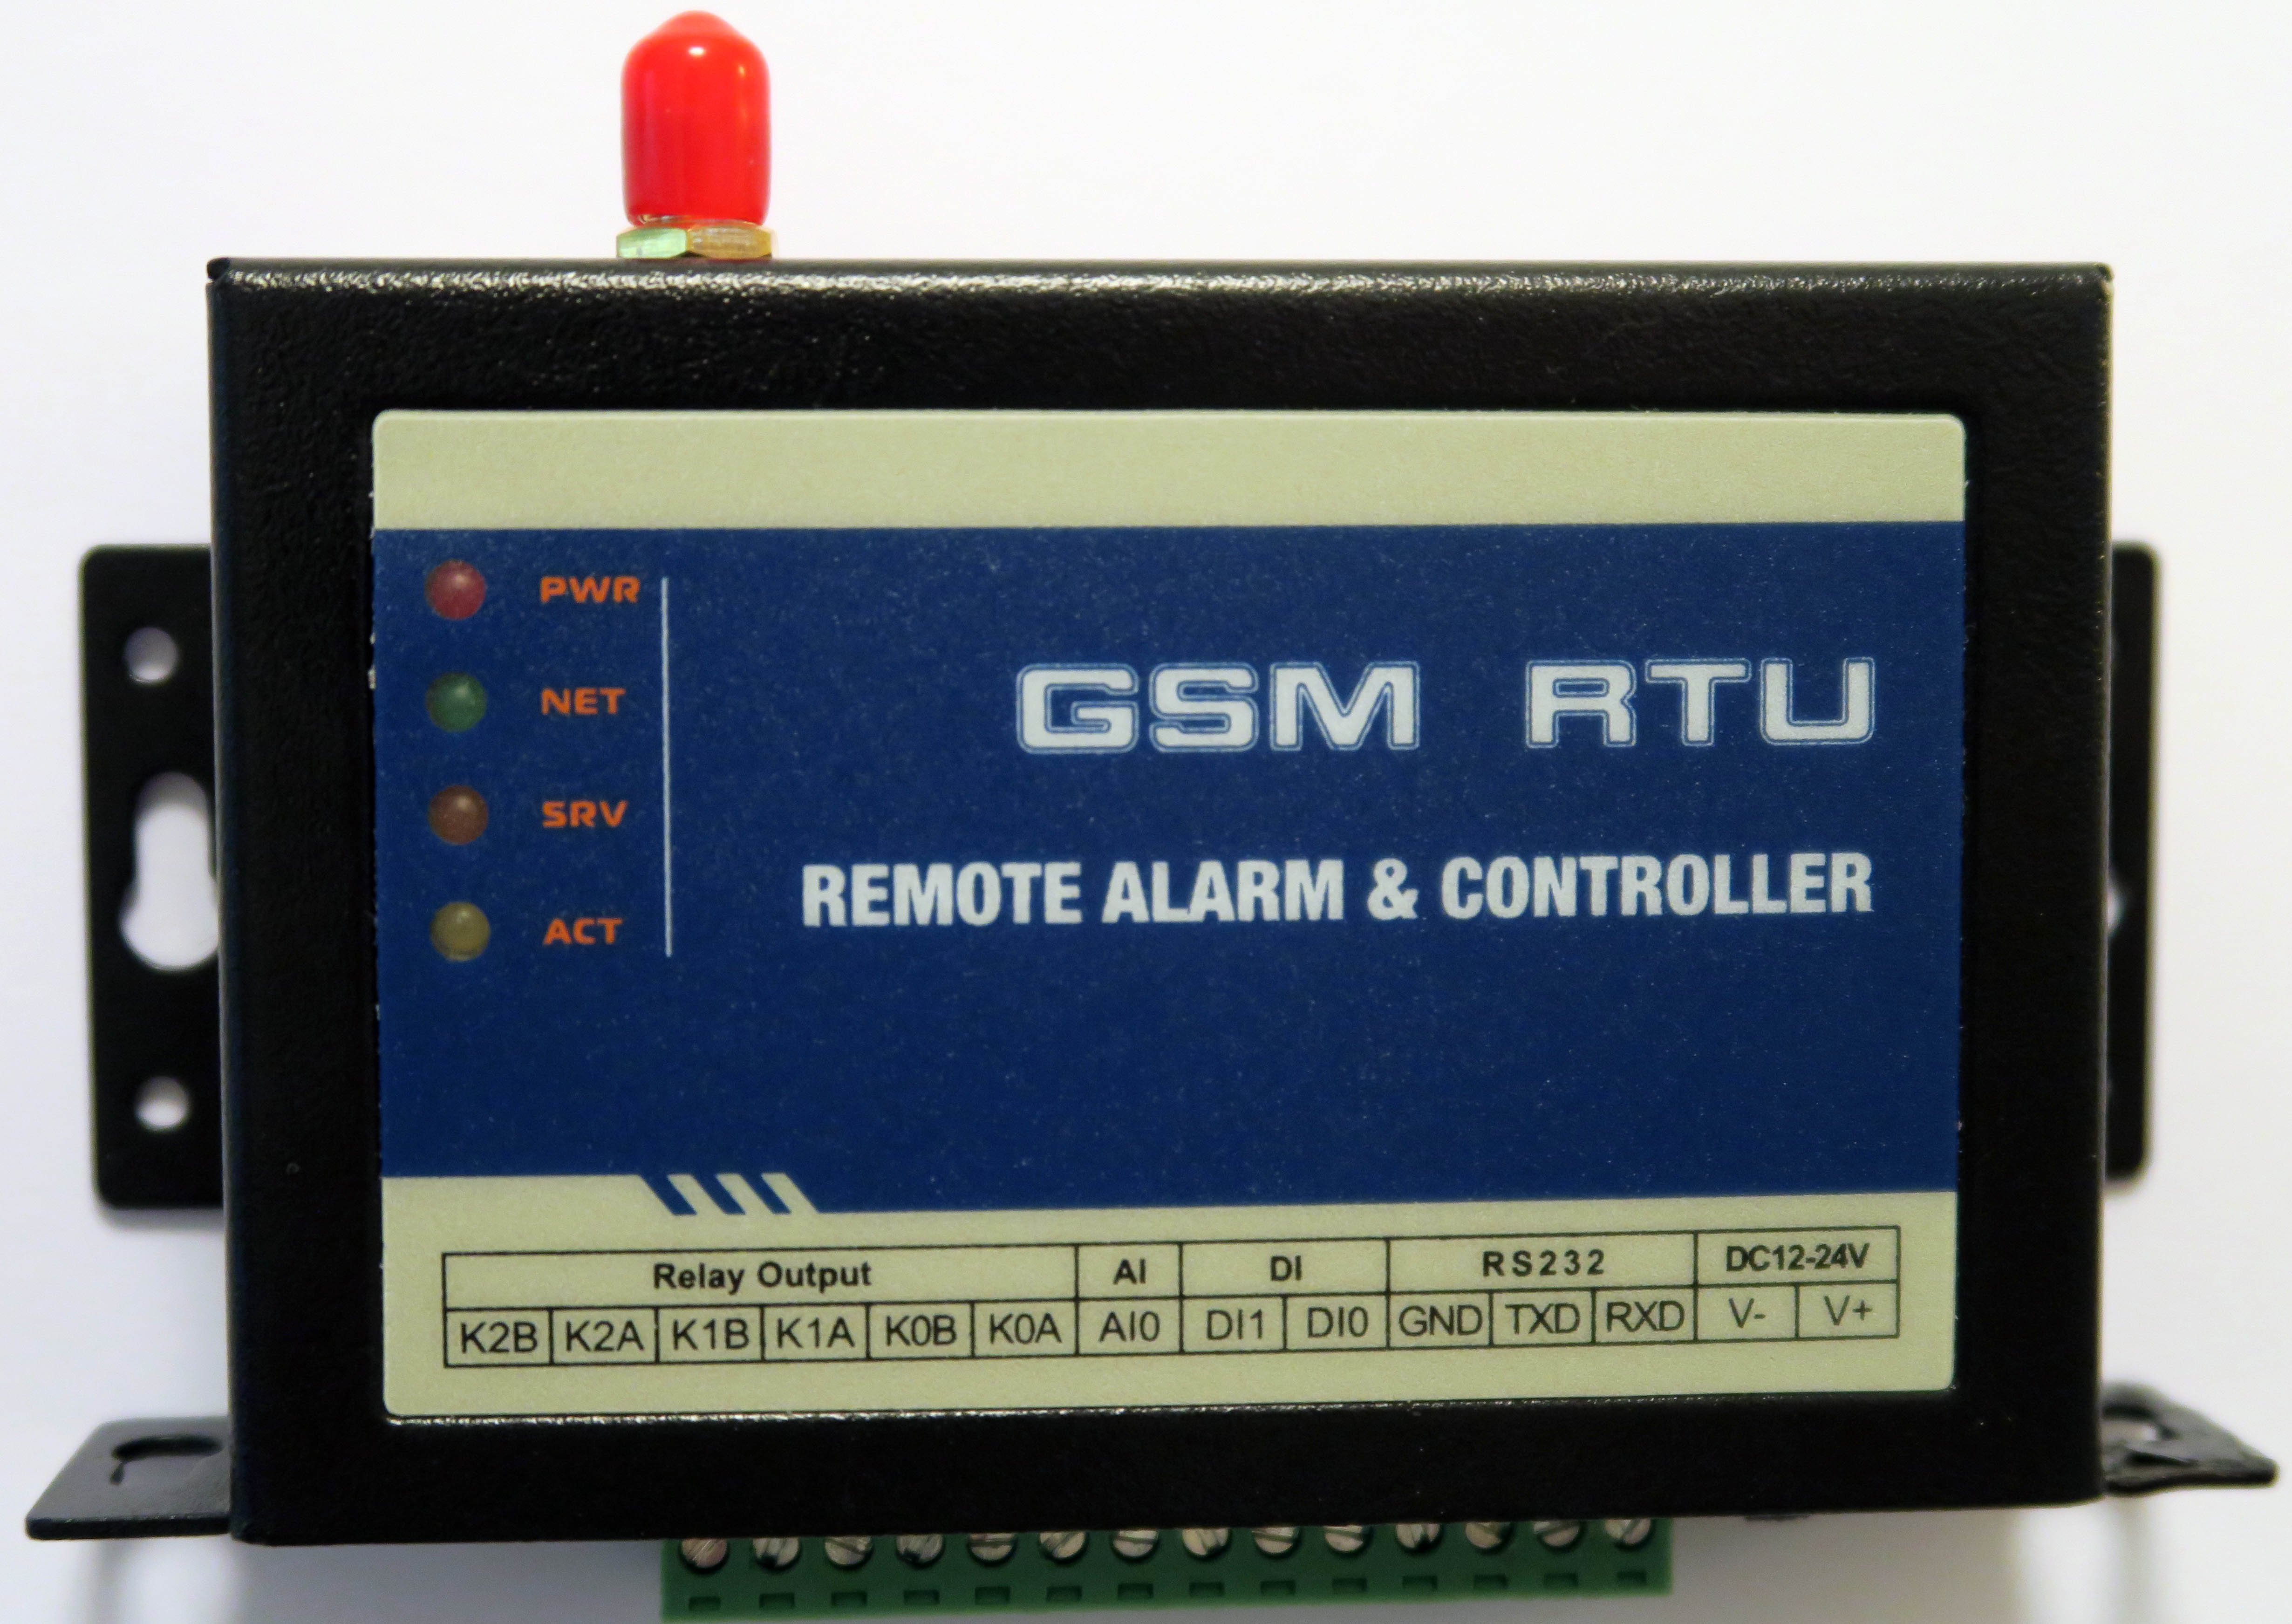 PWR
NET
SRV
ACT
GSM RTU
REMOTE ALARM & CONTROLLER
Relay Output AI DI RS232 DC12-24V
K2B K2A K1B K1A K0B K0A AI0 DI1 DI0 GND TXD RXD V- V+